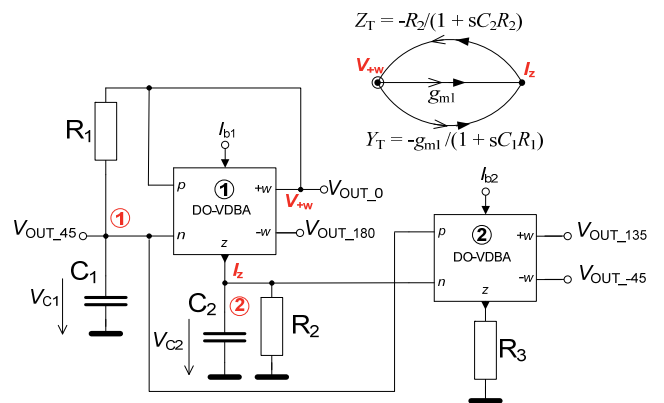 Z_T = -R_2/(1 + sC_2R_2)
V_+w
I_z
g_m1
Y_T = -g_m1/(1 + sC_1R_1)
R_1
I_b1
p
①
+w
DO-VDBA
V_+w
V_OUT_0
V_OUT_45
①
n
-w
V_OUT_180
z
I_z
I_b2
p
②
+w
V_OUT_135
DO-VDBA
n
-w
V_OUT_-45
z
C_1
V_C1
C_2
②
V_C2
R_2
R_3